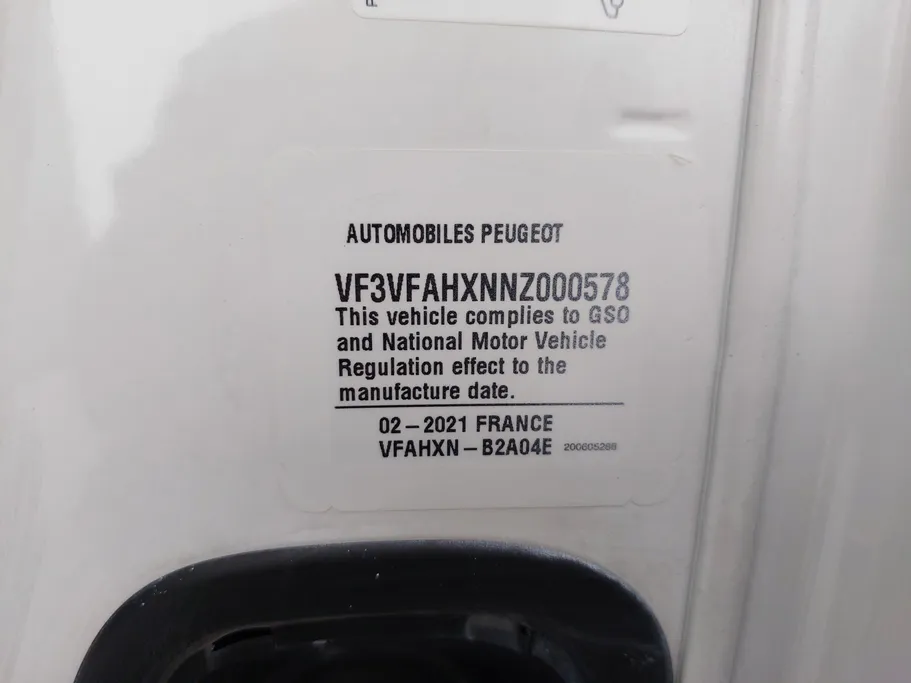 AUTOMOBILES PEUGEOT
VF3VFAHXNNZ000578
This vehicle complies to GSO
and National Motor Vehicle
Regulation effect to the
manufacture date.
02-2021 FRANCE
VFAHXN-B2A04E